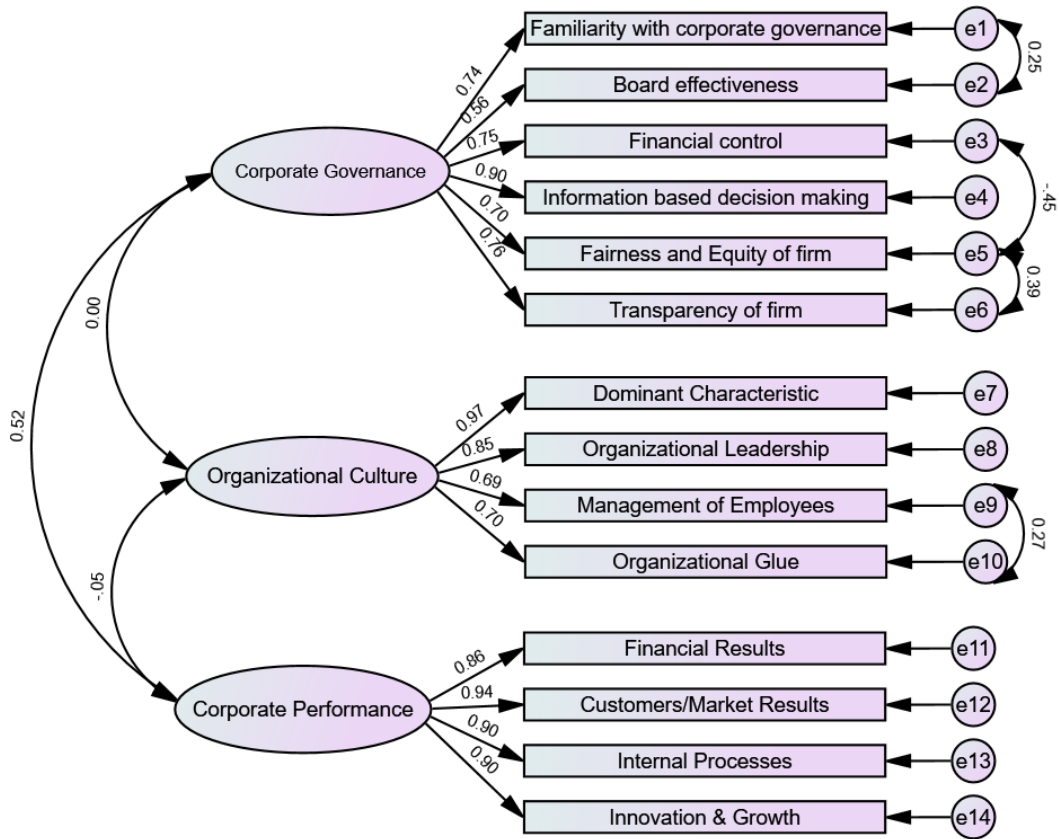 Familiarity with corporate governance
e1
0.74
0.25
Board effectiveness
e2
0.56
Financial control
e3
0.75
Corporate Governance
Information based decision making
e4
0.90
-.45
Fairness and Equity of firm
e5
0.70
0.39
Transparency of firm
e6
0.76
0.00
0.52
Dominant Characteristic
e7
0.97
Organizational Leadership
e8
0.85
Organizational Culture
Management of Employees
e9
0.69
0.27
Organizational Glue
e10
0.70
-.05
Financial Results
e11
0.86
Customers/Market Results
e12
0.94
Corporate Performance
Internal Processes
e13
0.90
Innovation & Growth
e14
0.90